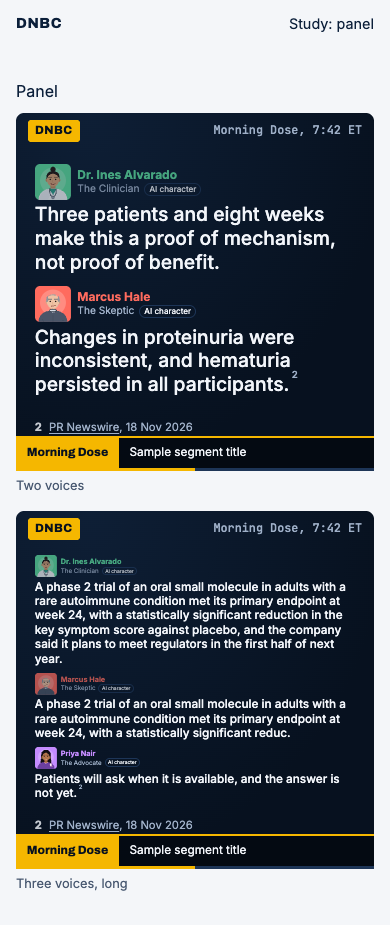 DNBC
Study: panel
Panel
DNBC
Morning Dose, 7:42 ET
Dr. Ines Alvarado
The Clinician AI character
Three patients and eight weeks
make this a proof of mechanism,
not proof of benefit.
Marcus Hale
The Skeptic AI character
Changes in proteinuria were
inconsistent, and hematuria
persisted in all participants. 2
2 PR Newswire, 18 Nov 2026
Morning Dose Sample segment title
Two voices
DNBC
Morning Dose, 7:42 ET
Dr. Ines Alvarado
The Clinician AI character
A phase 2 trial of an oral small molecule in adults with a
rare autoimmune condition met its primary endpoint at
week 24, with a statistically significant reduction in the
key symptom score against placebo, and the company
said it plans to meet regulators in the first half of next
year.
Marcus Hale
The Skeptic AI character
A phase 2 trial of an oral small molecule in adults with a
rare autoimmune condition met its primary endpoint at
week 24, with a statistically significant reduc.
Priya Nair
The Advocate AI character
Patients will ask when it is available, and the answer is
not yet. 2
2 PR Newswire, 18 Nov 2026
Morning Dose Sample segment title
Three voices, long